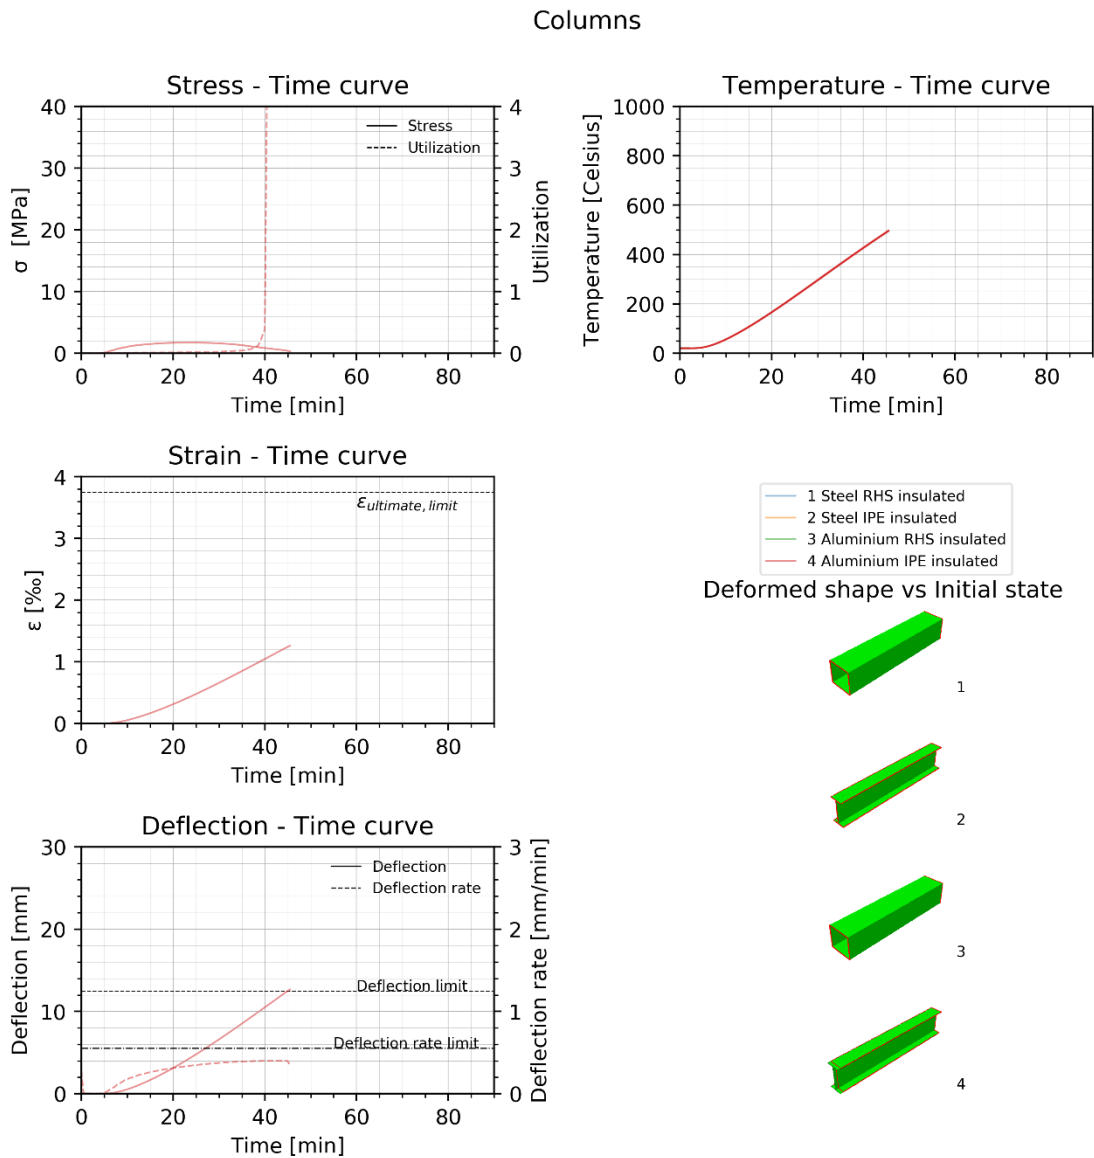 Columns
Stress - Time curve
40
30
20
10
0
σ [MPa]
Stress
Utilization
4
3
2
1
0
Utilization
0 20 40 60 80
Time [min]
Temperature - Time curve
1000
800
600
400
200
0
Temperature [Celsius]
0 20 40 60 80
Time [min]
Strain - Time curve
4
3
2
1
0
ε [‰]
εultimate, limit
0 20 40 60 80
Time [min]
1 Steel RHS insulated
2 Steel IPE insulated
3 Aluminium RHS insulated
4 Aluminium IPE insulated
Deformed shape vs Initial state
1
2
3
4
Deflection - Time curve
30
20
10
0
Deflection [mm]
Deflection
Deflection rate
Deflection limit
Deflection rate limit
3
2
1
0
Deflection rate [mm/min]
0 20 40 60 80
Time [min]